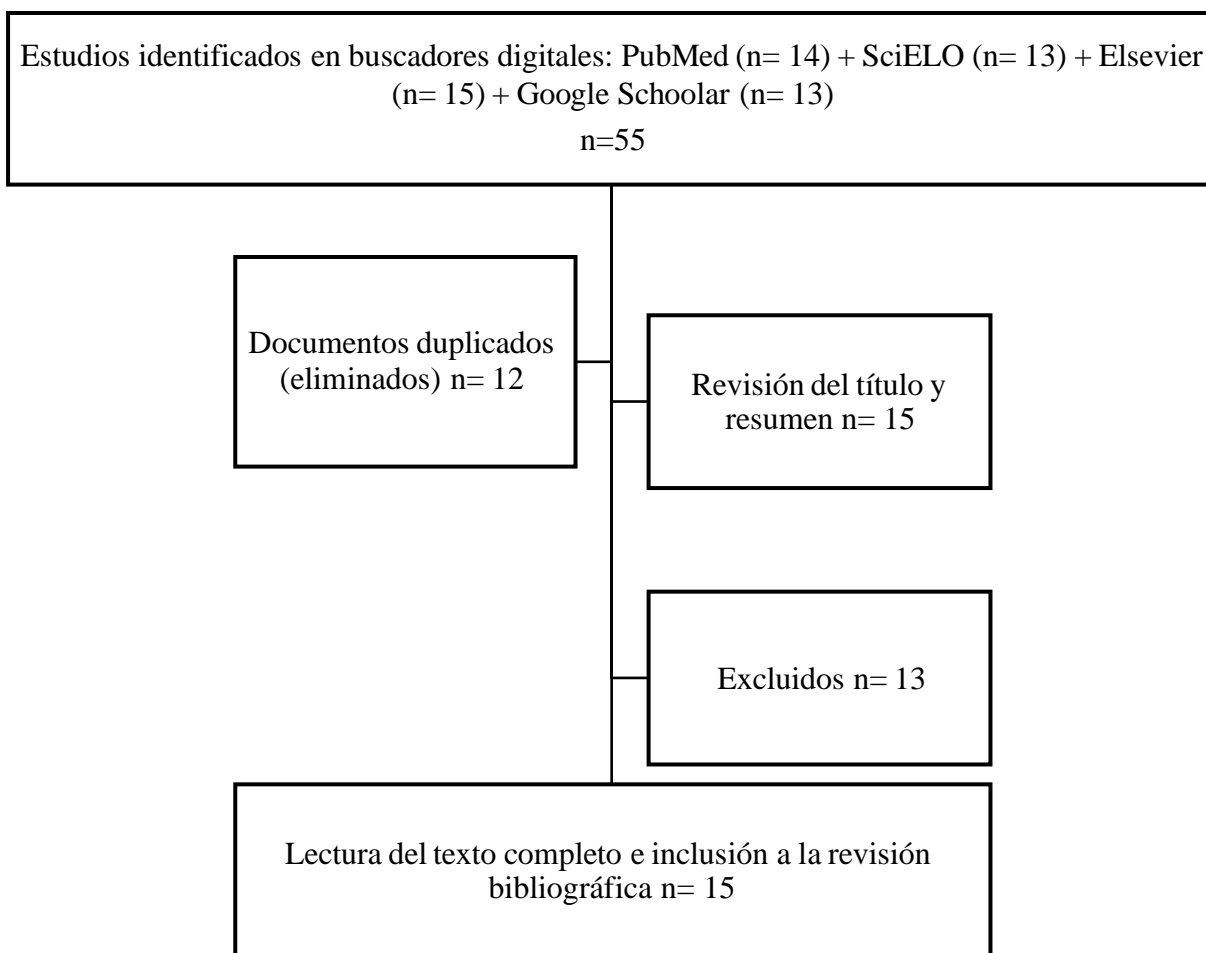 Estudios identificados en buscadores digitales: PubMed (n= 14) + SciELO (n= 13) + Elsevier
(n= 15) + Google Schoolar (n= 13)
n=55
Documentos duplicados
(eliminados) n= 12
Revisión del título y
resumen n= 15
Excluidos n= 13
Lectura del texto completo e inclusión a la revisión
bibliográfica n= 15